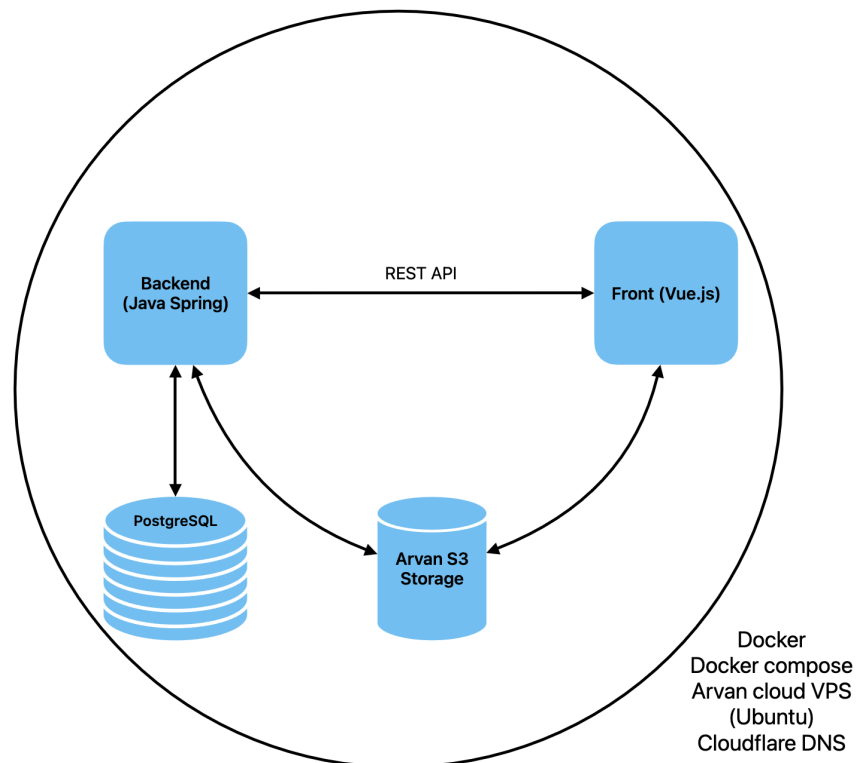 REST API
Backend
(Java Spring)
Front (Vue.js)
PostgreSQL
Arvan S3
Storage
Docker
Docker compose
Arvan cloud VPS
(Ubuntu)
Cloudflare DNS